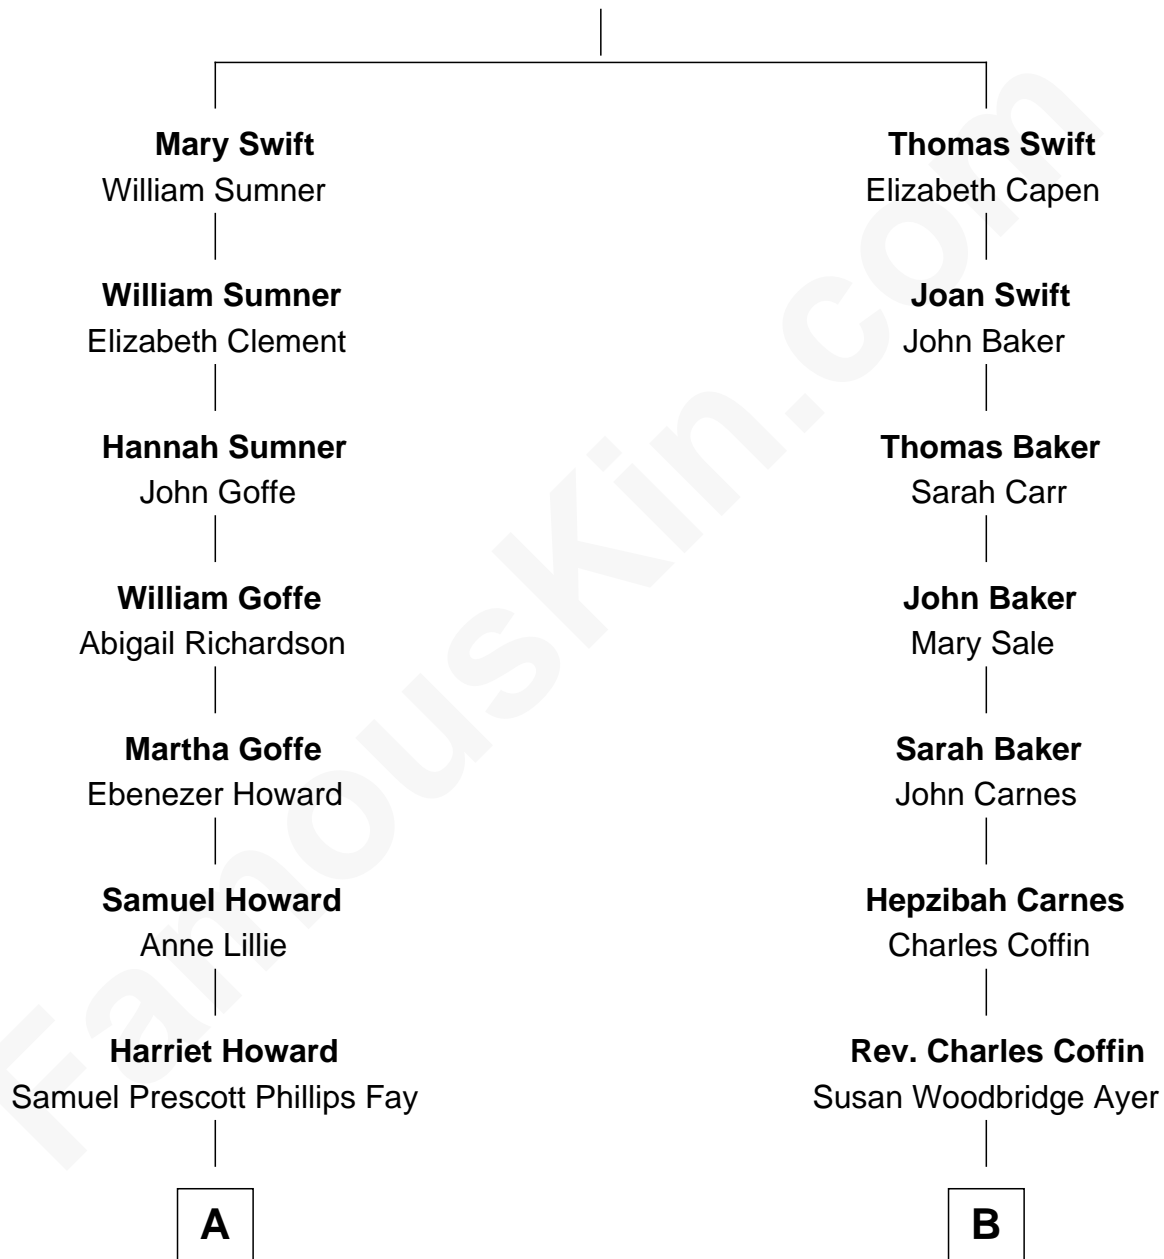 Mary Swift
William Sumner
William Sumner
Elizabeth Clement
Hannah Sumner
John Goffe
William Goffe
Abigail Richardson
Martha Goffe
Ebenezer Howard
Samuel Howard
Anne Lillie
Harriet Howard
Samuel Prescott Phillips Fay
A
Thomas Swift
Elizabeth Capen
Joan Swift
John Baker
Thomas Baker
Sarah Carr
John Baker
Mary Sale
Sarah Baker
John Carnes
Hepzibah Carnes
Charles Coffin
Rev. Charles Coffin
Susan Woodbridge Ayer
B
FamousKin.com